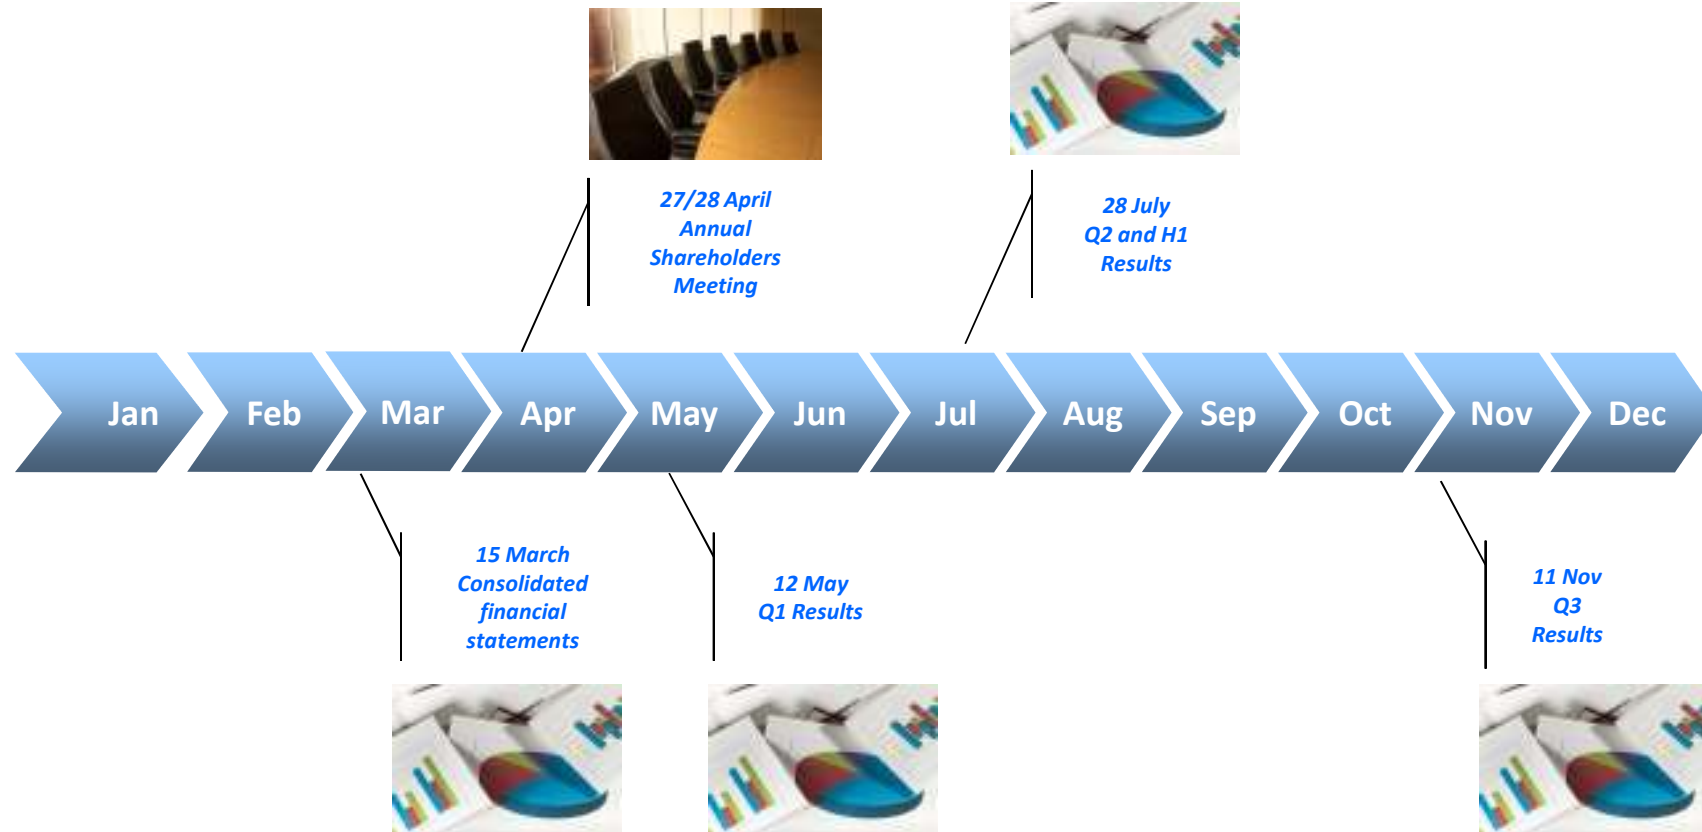 27/28 April
Annual
Shareholders
Meeting
28 July
Q2 and H1
Results
Jan
Feb
Mar
Apr
May
Jun
Jul
Aug
Sep
Oct
Nov
Dec
15 March
Consolidated
financial
statements
12 May
Q1 Results
11 Nov
Q3
Results